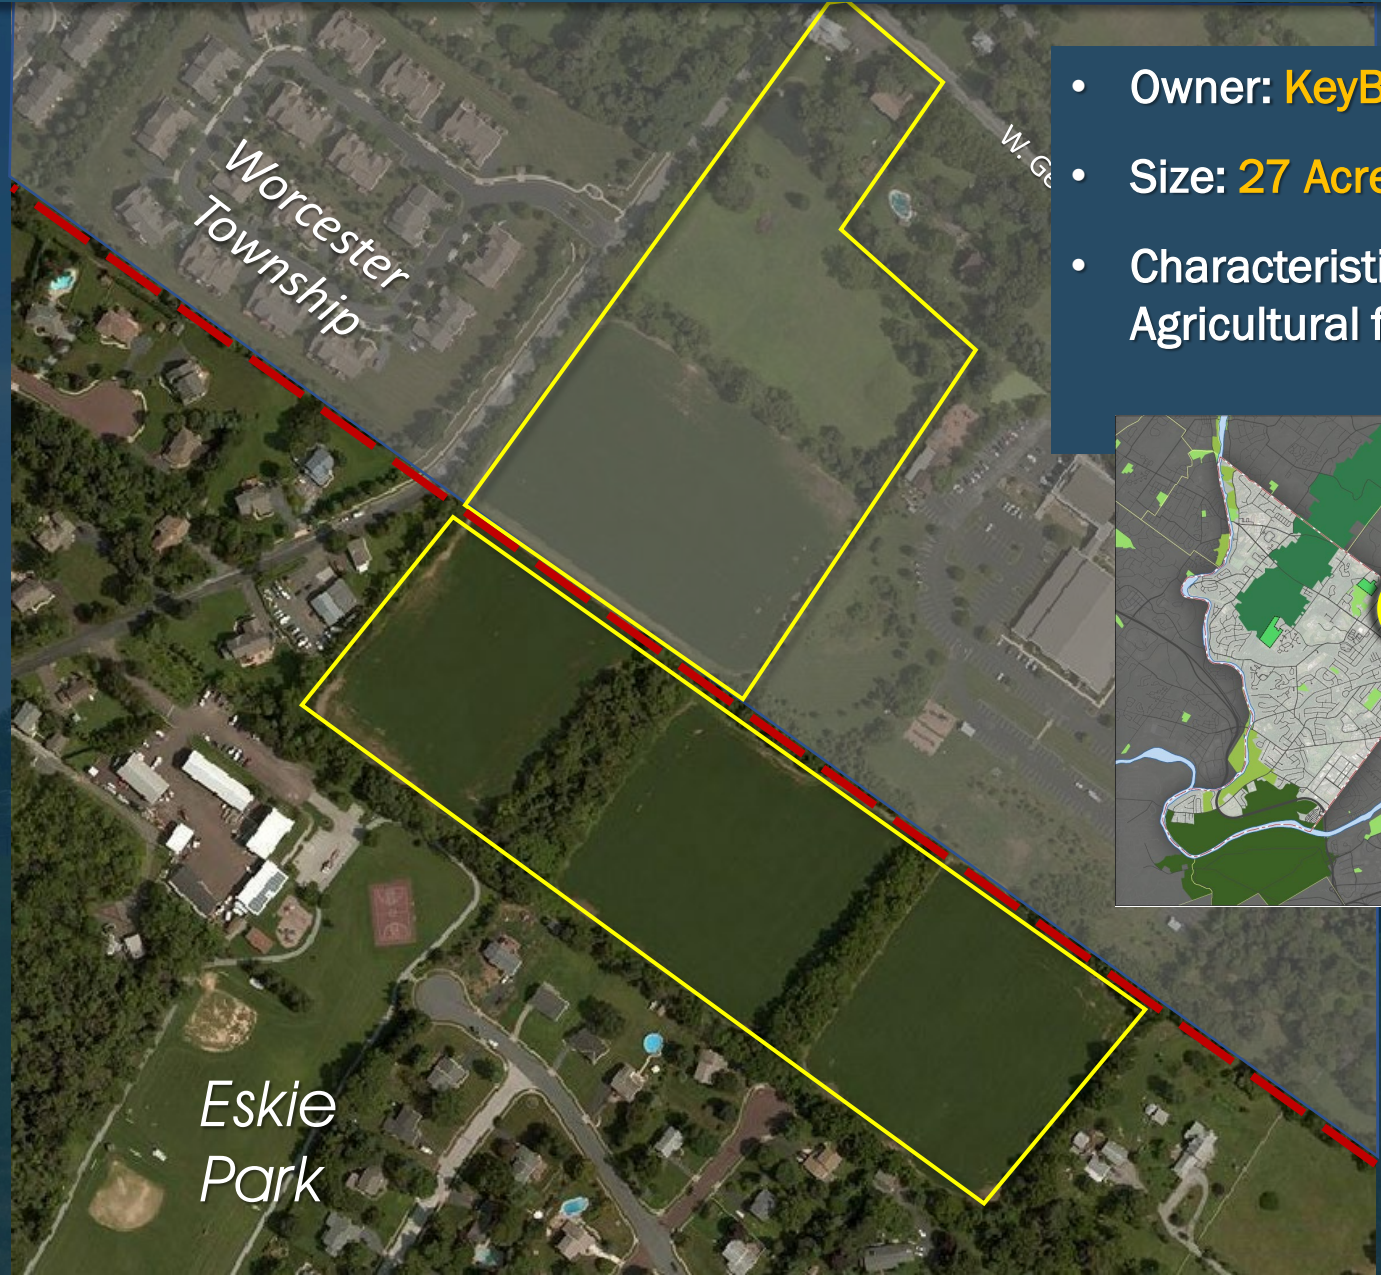 Worcester
Township
W. Ge
• Owner: KeyB
• Size: 27 Acre
• Characteristi
Agricultural f
Eskie
Park